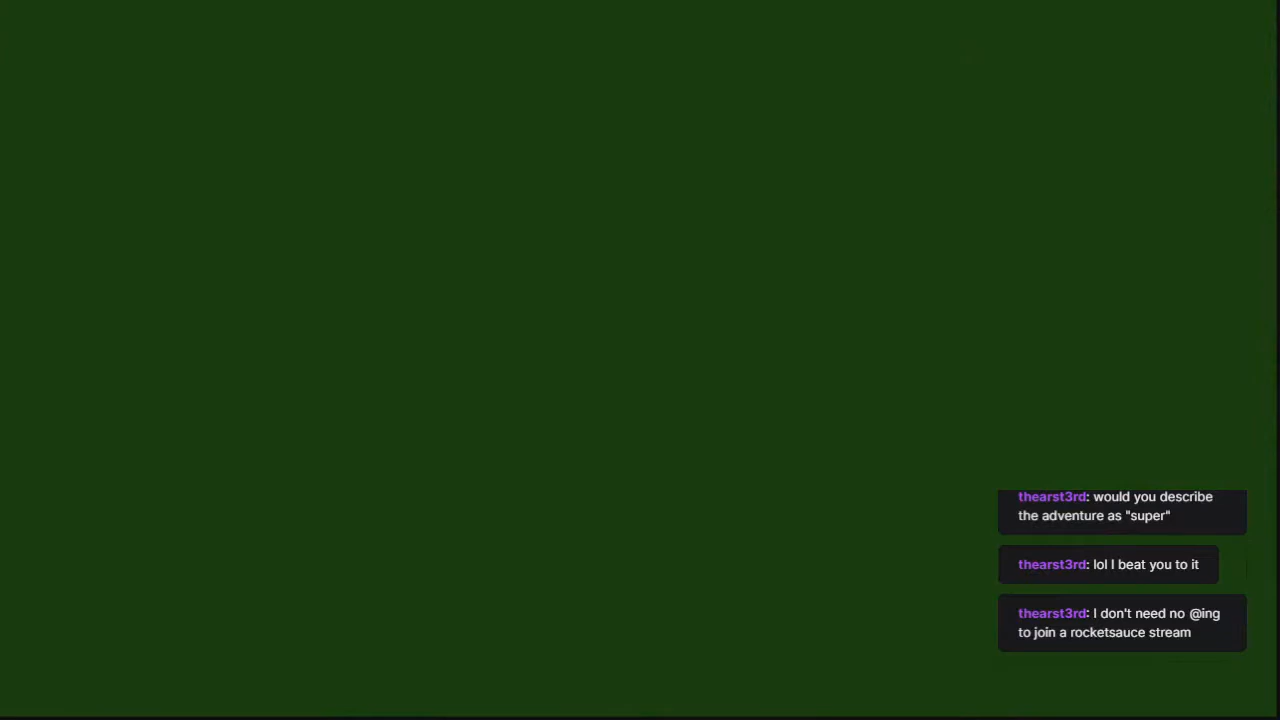 thearst3rd: would you describe
the adventure as "super"
thearst3rd: lol I beat you to it
thearst3rd: I don't need no @ing
to join a rocketsauce stream